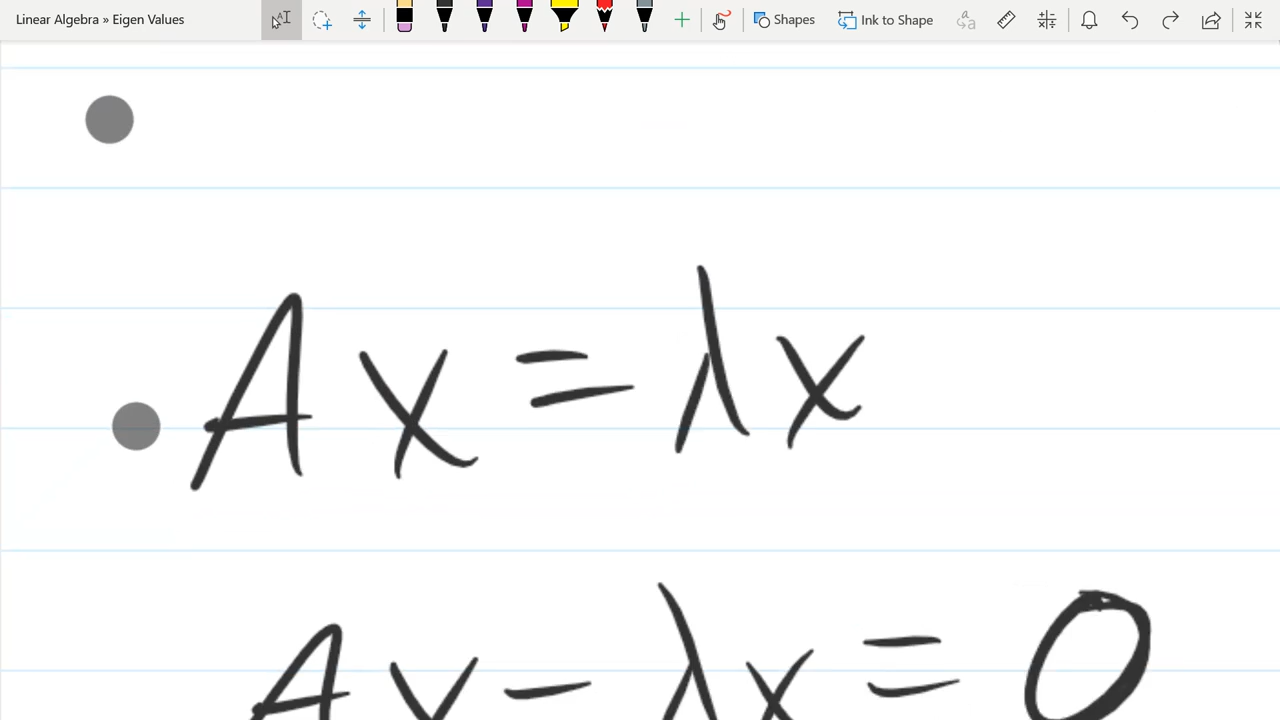 Linear Algebra » Eigen Values
Shapes
Ink to Shape
Ax = λx
Ax - λx = 0